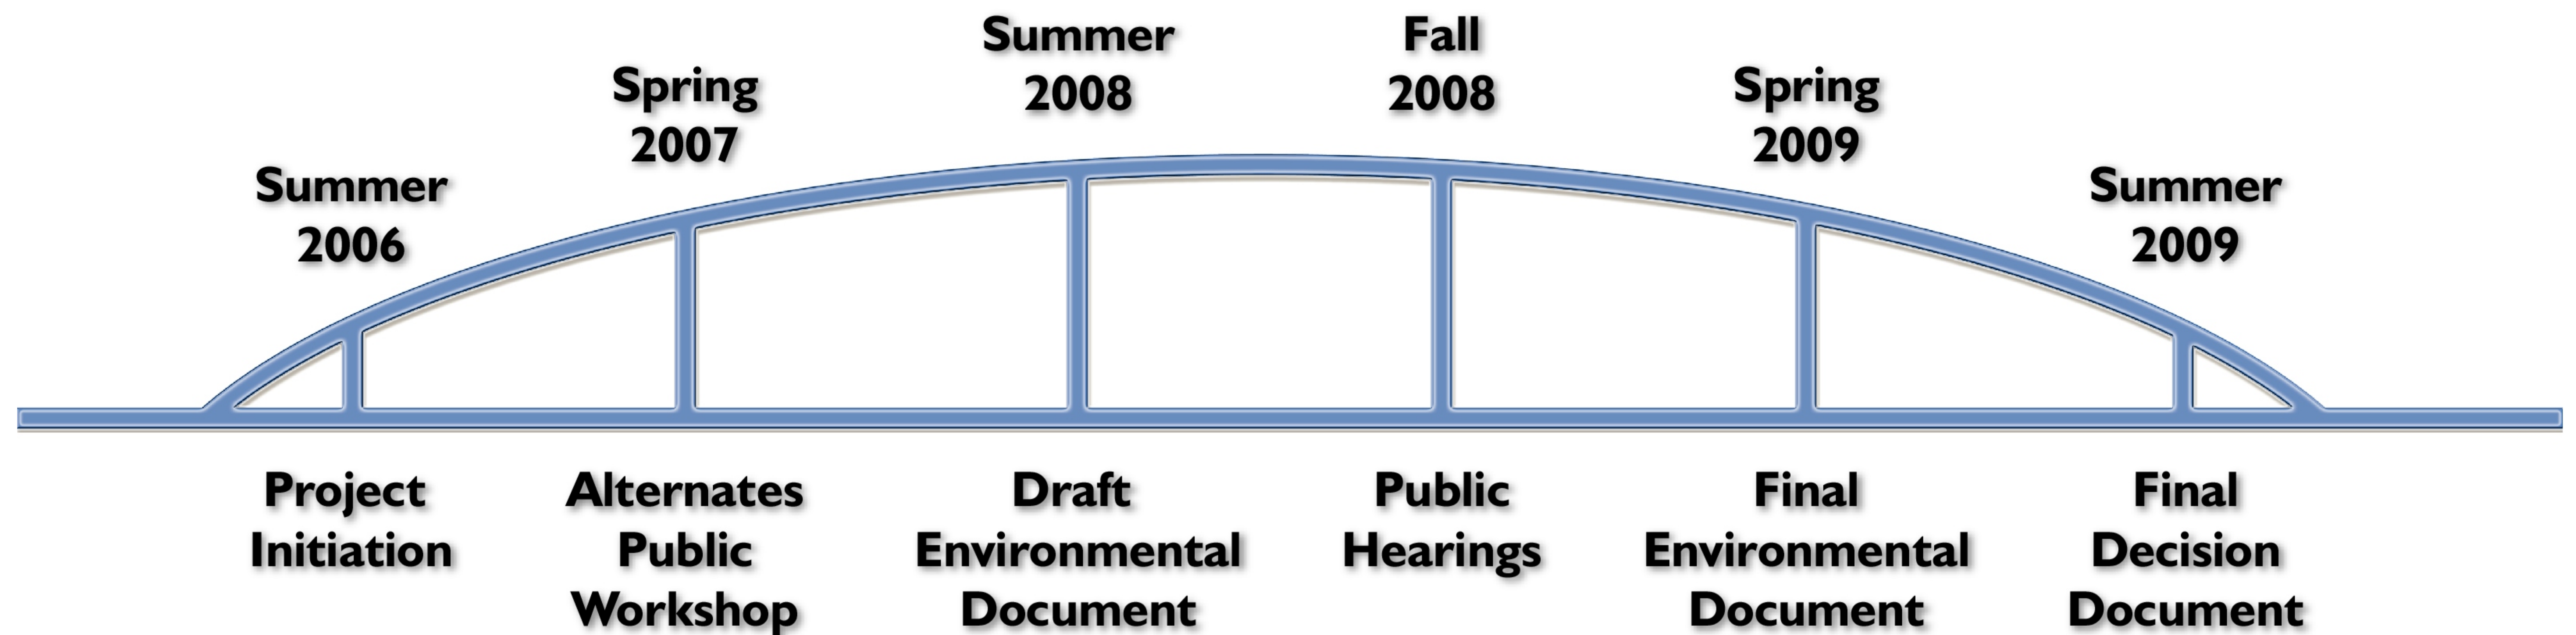 Summer
2006
Spring
2007
Summer
2008
Fall
2008
Spring
2009
Summer
2009
Project
Initiation
Alternates
Public
Workshop
Draft
Environmental
Document
Public
Hearings
Final
Environmental
Document
Final
Decision
Document